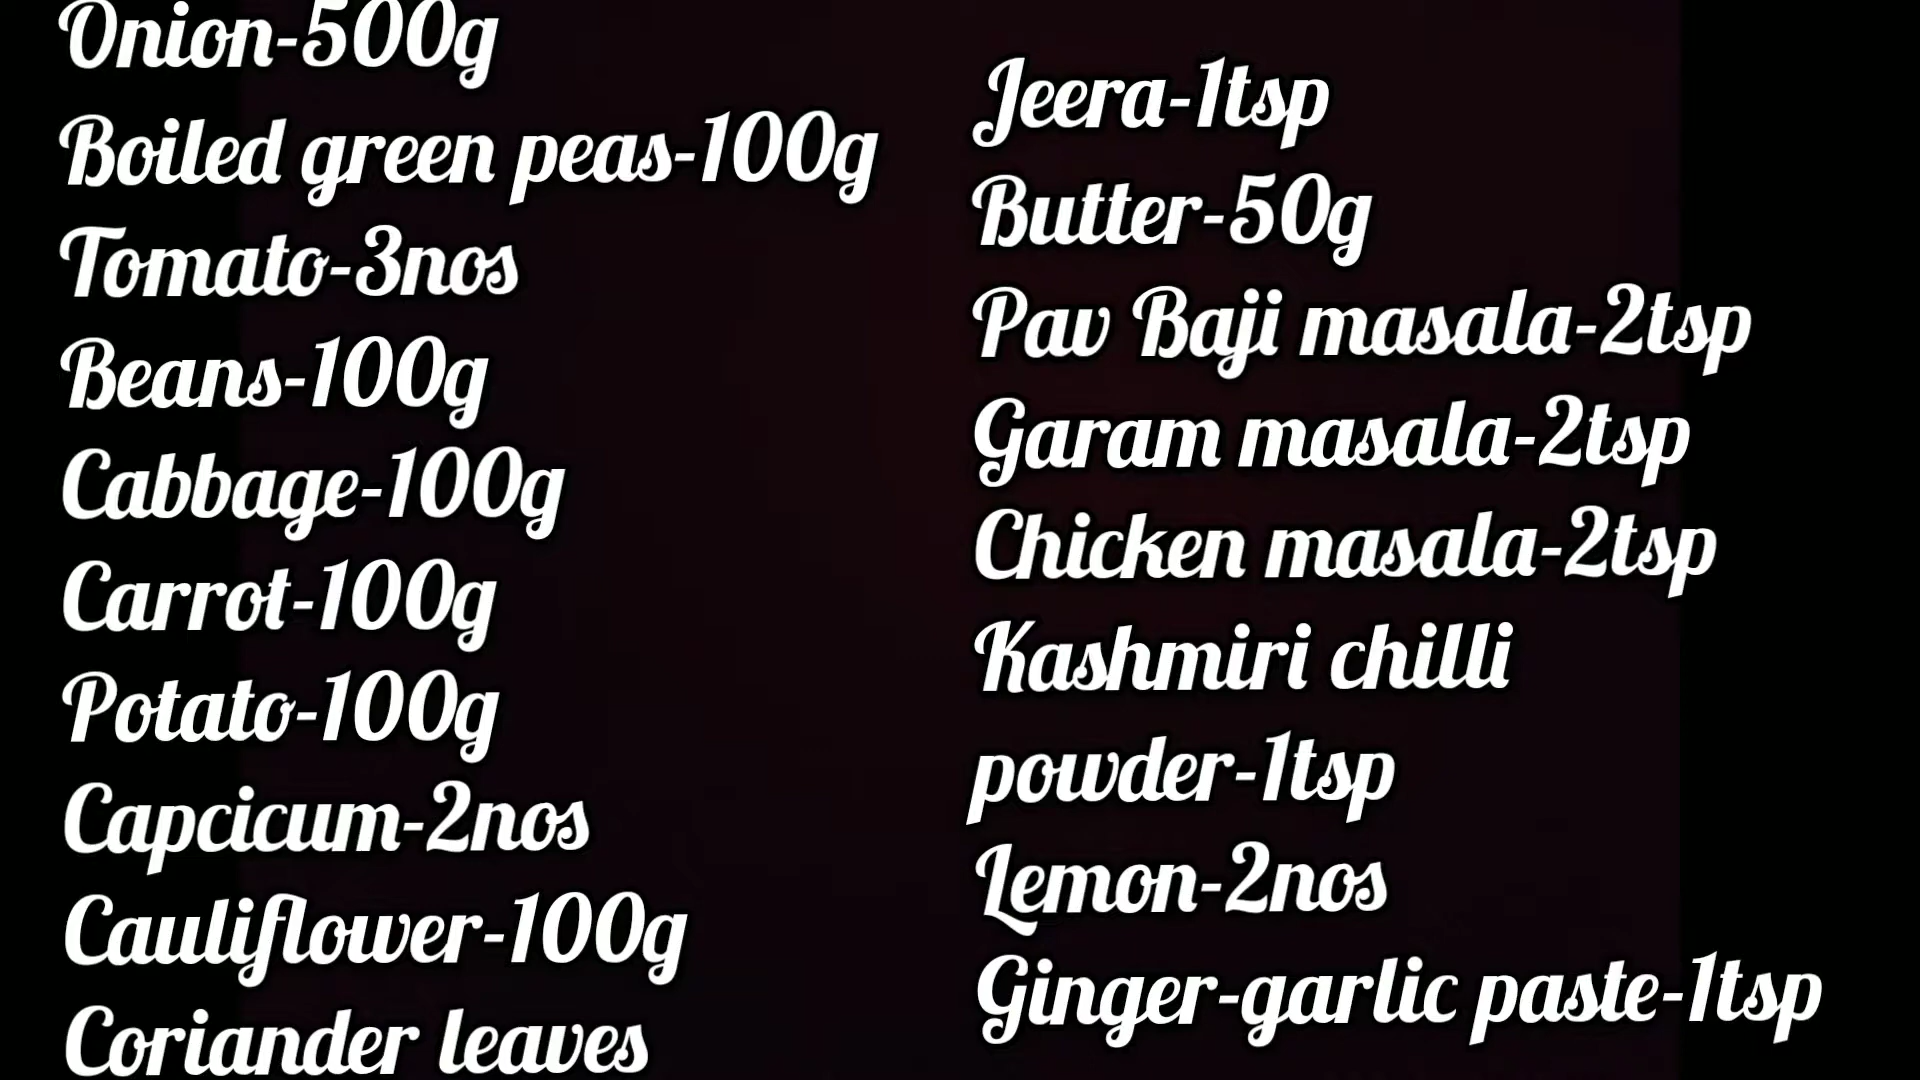 Onion-500g
Boiled green peas-100g
Tomato-3nos
Beans-100g
Cabbage-100g
Carrot-100g
Potato-100g
Capcicum-2nos
Cauliflower-100g
Coriander leaves
Jeera-1tsp
Butter-50g
Pav Baji masala-2tsp
Garam masala-2tsp
Chicken masala-2tsp
Kashmiri chilli
powder-1tsp
Lemon-2nos
Ginger-garlic paste-1tsp